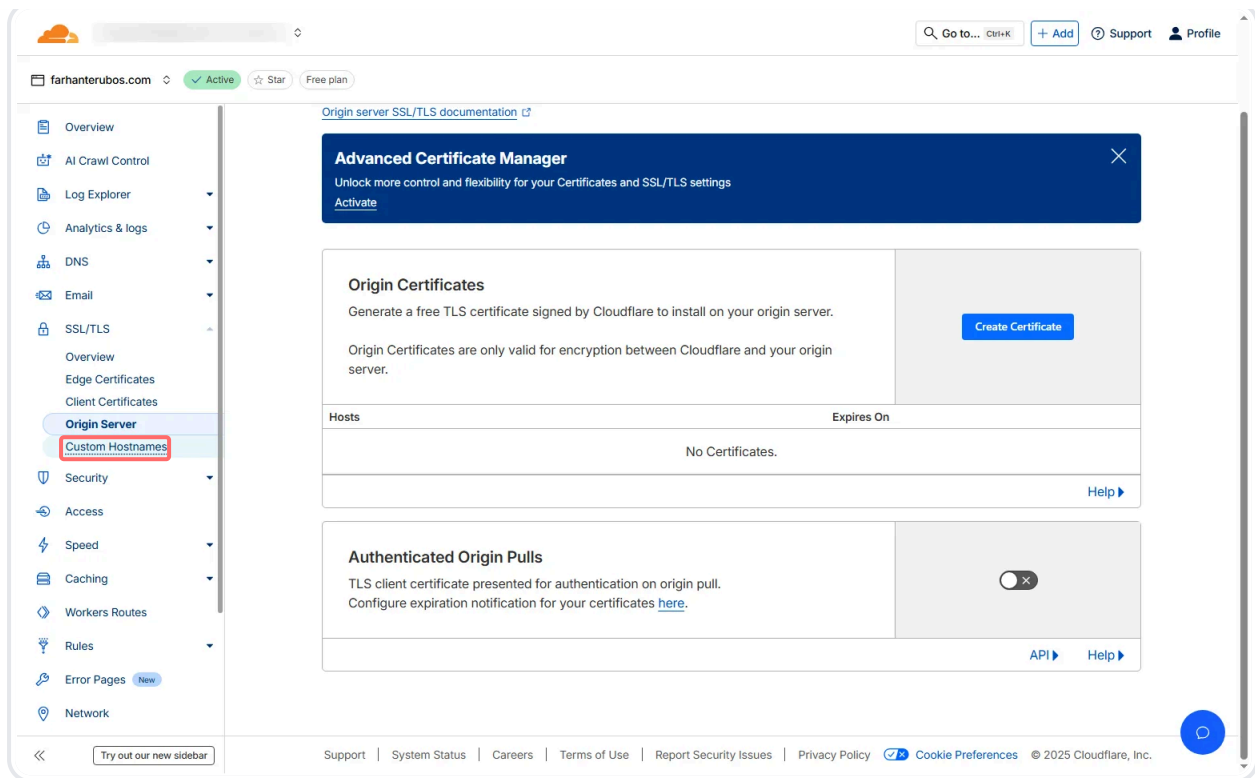 Go to... Ctrl+K
+ Add
Support
Profile
farhanterubos.com
Active
Star
Free plan
Overview
AI Crawl Control
Log Explorer
Analytics & logs
DNS
Email
SSL/TLS
Overview
Edge Certificates
Client Certificates
Origin Server
Custom Hostnames
Security
Access
Speed
Caching
Workers Routes
Rules
Error Pages New
Network
Try out our new sidebar
Origin server SSL/TLS documentation
Advanced Certificate Manager
Unlock more control and flexibility for your Certificates and SSL/TLS settings
Activate
Origin Certificates
Generate a free TLS certificate signed by Cloudflare to install on your origin server.
Origin Certificates are only valid for encryption between Cloudflare and your origin
server.
Create Certificate
Hosts
Expires On
No Certificates.
Help
Authenticated Origin Pulls
TLS client certificate presented for authentication on origin pull.
Configure expiration notification for your certificates here.
API
Help
Support | System Status | Careers | Terms of Use | Report Security Issues | Privacy Policy Cookie Preferences © 2025 Cloudflare, Inc.